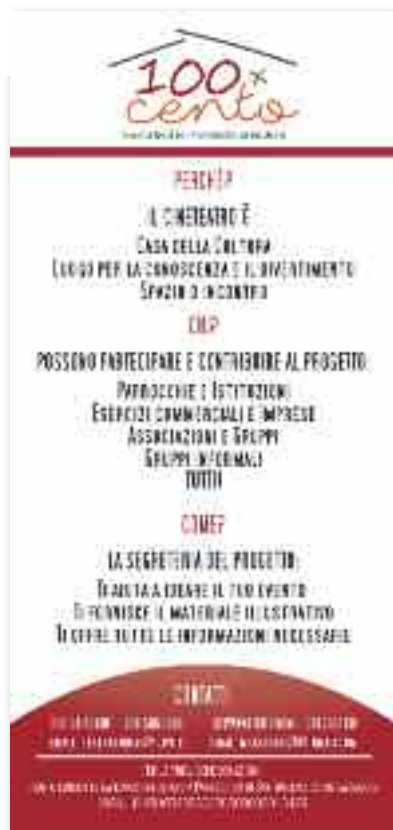 100x
cento
PERCHÈ?
IL CINETEATRO È
CASA DELLA CULTURA
LUOGO PER LA CONOSCENZA E IL DIVERTIMENTO
SPAZIO D'INCONTRO
CHI?
POSSONO PARTECIPARE E CONTRIBUIRE AL PROGETTO:
PARROCCHIE E ISTITUZIONI
ESERCIZI COMMERCIALI E IMPRESE
ASSOCIAZIONI E GRUPPI
GRUPPI INFORMALI
TUTTI!
COME?
LA SEGRETERIA DEL PROGETTO:
TI AIUTA A CREARE IL TUO EVENTO
TI FORNISCE IL MATERIALE ILLUSTRATIVO
TI OFFRE TUTTE LE INFORMAZIONI NECESSARIE
CONTATTI